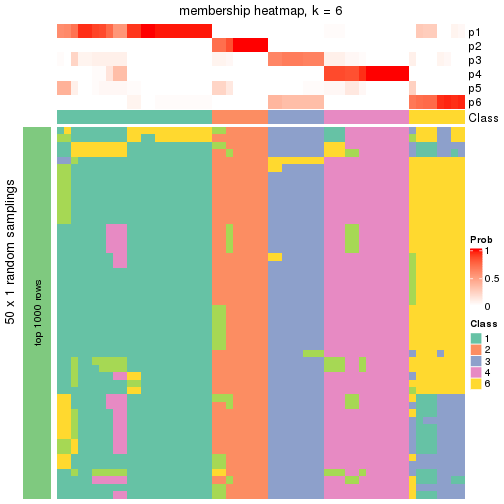 membership heatmap, k = 6
p1
p2
p3
p4
p5
p6
Class
50 x 1 random samplings
top 1000 rows
Prob
1
0.5
0
Class
1
2
3
4
6